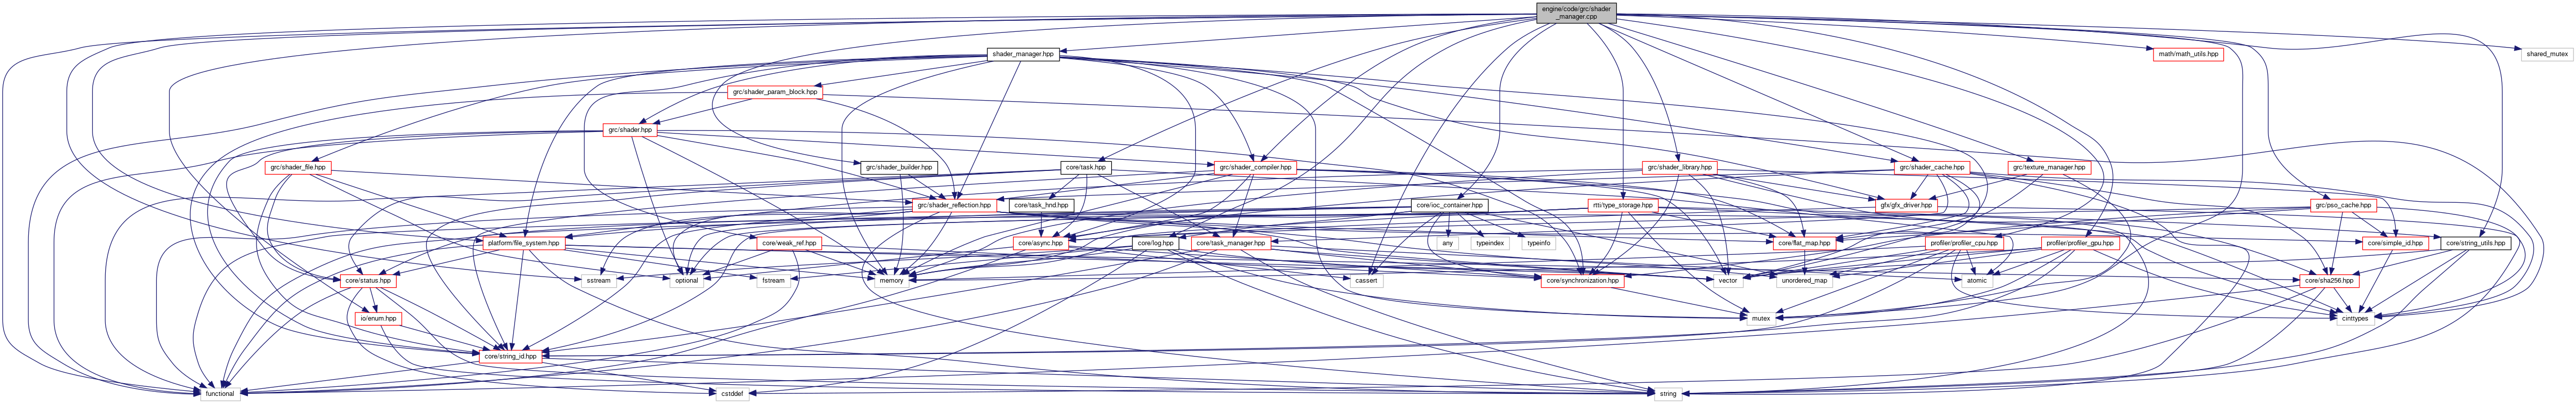 engine/code/grc/shader
_manager.cpp
shader_manager.hpp
math/math_utils.hpp
shared_mutex
grc/shader_param_block.hpp
grc/shader.hpp
grc/shader_file.hpp
grc/shader_builder.hpp
core/task.hpp
grc/shader_compiler.hpp
grc/shader_library.hpp
grc/shader_cache.hpp
grc/texture_manager.hpp
grc/shader_reflection.hpp
core/task_hnd.hpp
core/ioc_container.hpp
rtti/type_storage.hpp
gfx/gfx_driver.hpp
grc/pso_cache.hpp
platform/file_system.hpp
core/weak_ref.hpp
core/async.hpp
core/log.hpp
core/task_manager.hpp
any
typeindex
typeinfo
core/flat_map.hpp
profiler/profiler_cpu.hpp
profiler/profiler_gpu.hpp
core/simple_id.hpp
core/string_utils.hpp
core/status.hpp
sstream
optional
fstream
memory
cassert
core/synchronization.hpp
vector
unordered_map
atomic
core/sha256.hpp
io/enum.hpp
mutex
cinttypes
core/string_id.hpp
functional
cstddef
string